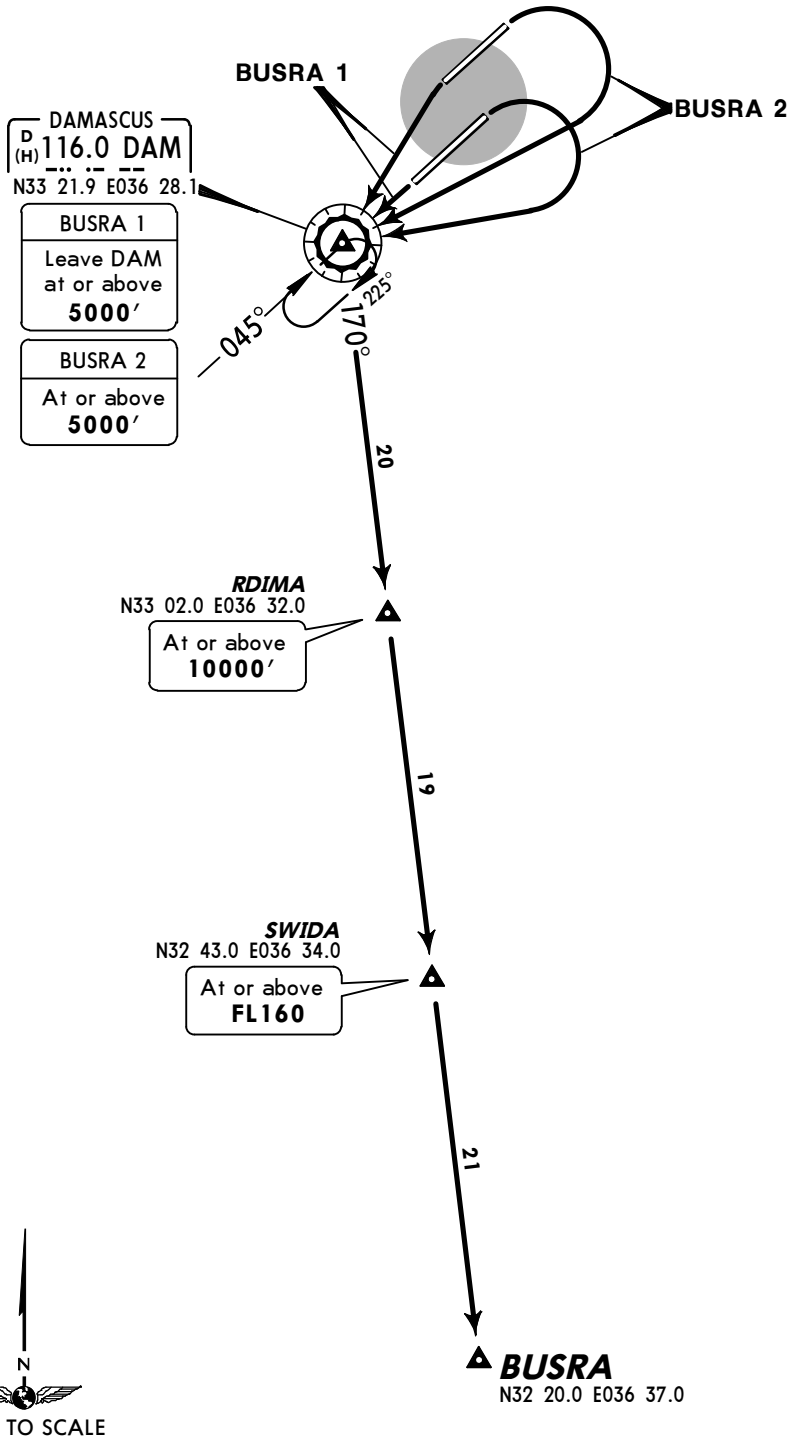 BUSRA 1
BUSRA 2
DAMASCUS
D
(H) 116.0 DAM
N33 21.9 E036 28.1
BUSRA 1
Leave DAM
at or above
5000'
BUSRA 2
At or above
5000'
045°
225°
170°
20
RDIMA
N33 02.0 E036 32.0
At or above
10000'
19
SWIDA
N32 43.0 E036 34.0
At or above
FL160
21
BUSRA
N32 20.0 E036 37.0
N
TO SCALE